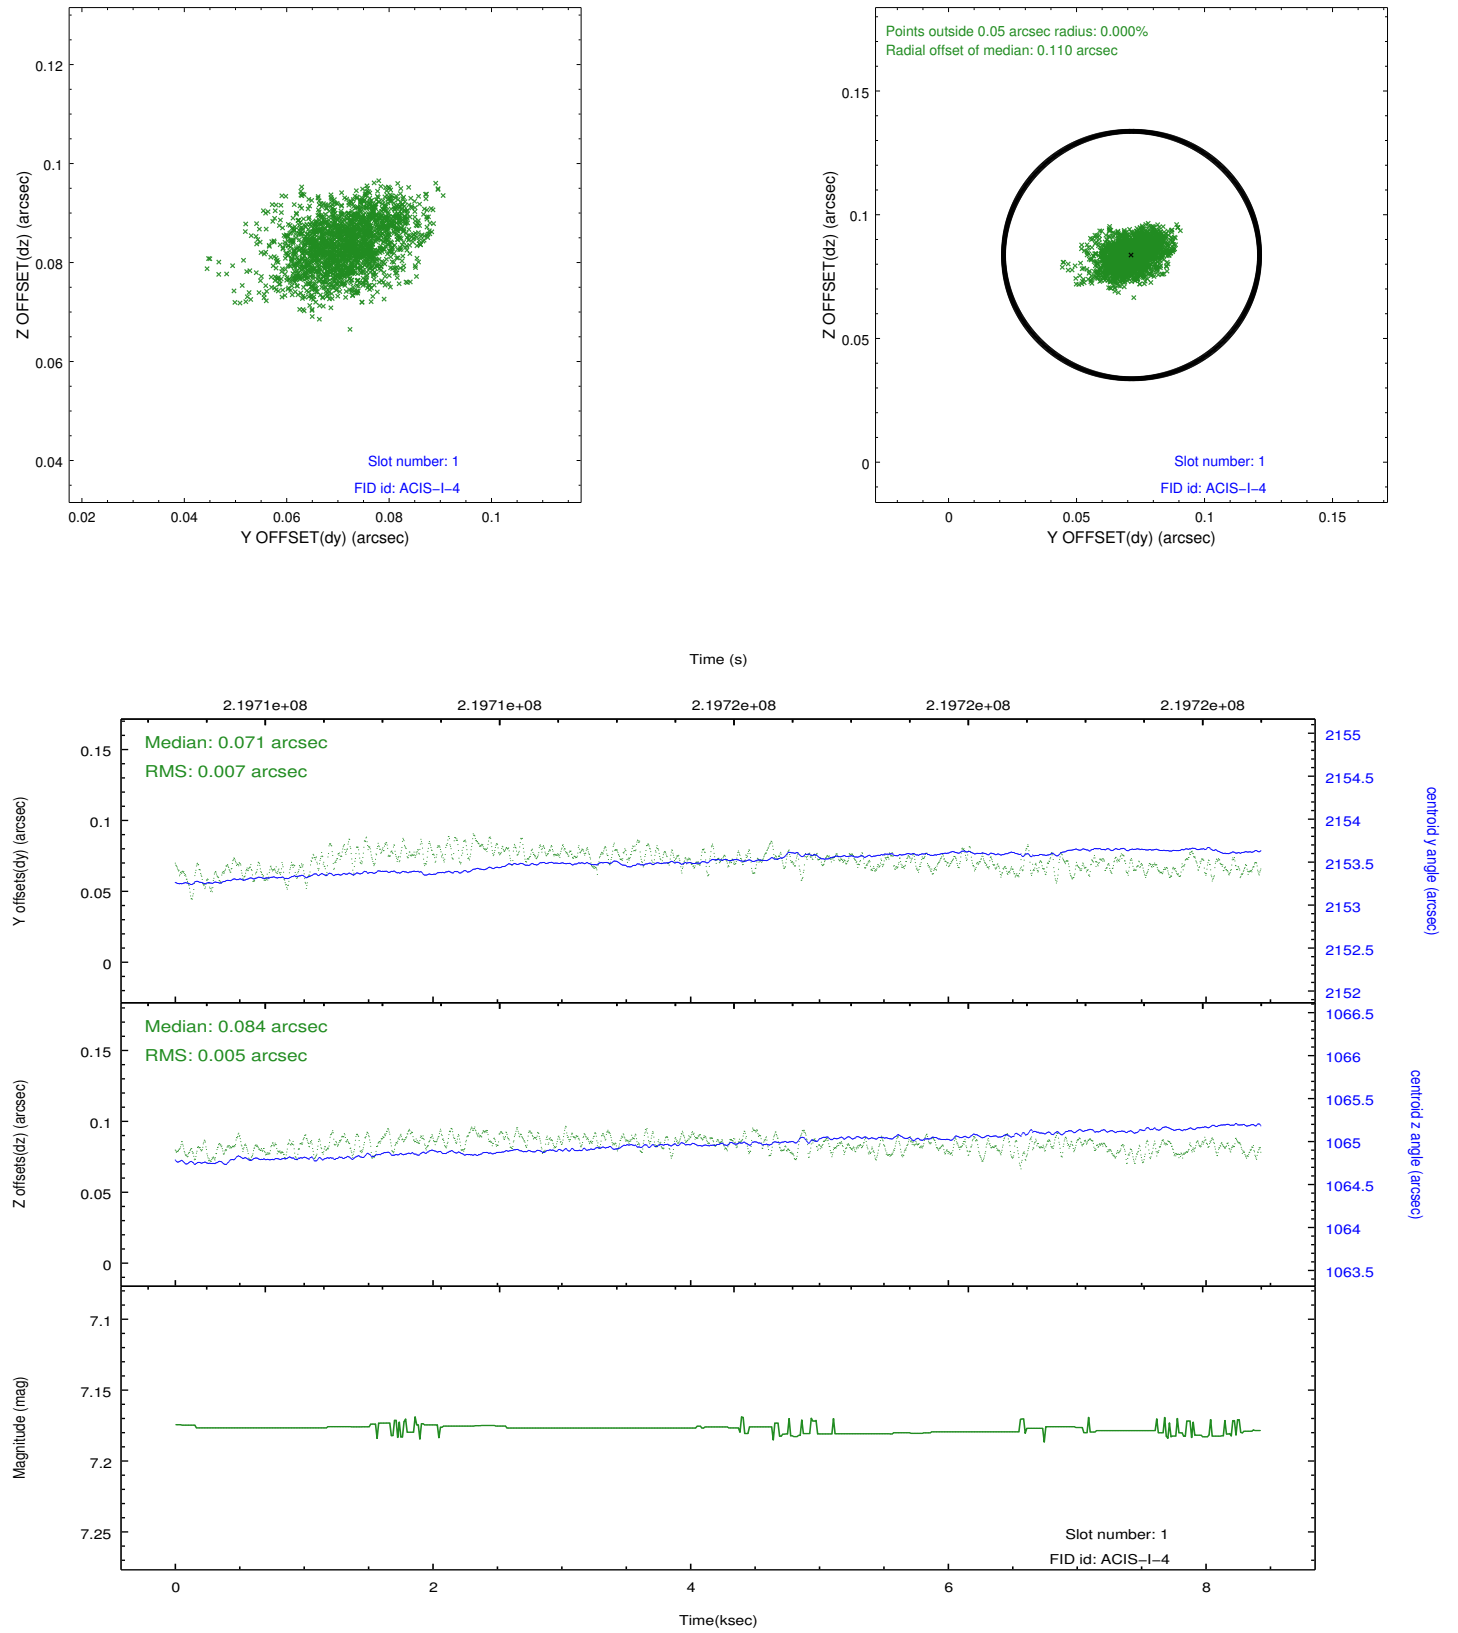 0.12
0.1
0.08
0.06
0.04
Z OFFSET(dz) (arcsec)
0.02 0.04 0.06 0.08 0.1
Y OFFSET(dy) (arcsec)
Slot number: 1
FID id: ACIS−I−4
Points outside 0.05 arcsec radius: 0.000%
Radial offset of median: 0.110 arcsec
0.15
0.1
0.05
0
Z OFFSET(dz) (arcsec)
Slot number: 1
FID id: ACIS−I−4
0 0.05 0.1 0.15
Y OFFSET(dy) (arcsec)
Time (s)
2.1971e+08 2.1971e+08 2.1972e+08 2.1972e+08 2.1972e+08
Median: 0.071 arcsec
RMS: 0.007 arcsec
0.15
0.1
0.05
0
Y offsets(dy) (arcsec)
2155
2154.5
2154
2153.5
2153
2152.5
2152
centroid y angle (arcsec)
Median: 0.084 arcsec
RMS: 0.005 arcsec
0.15
0.1
0.05
0
Z offsets(dz) (arcsec)
1066.5
1066
1065.5
1065
1064.5
1064
1063.5
centroid z angle (arcsec)
7.1
7.15
7.2
7.25
Magnitude (mag)
Slot number: 1
FID id: ACIS−I−4
0 2 4 6 8
Time(ksec)